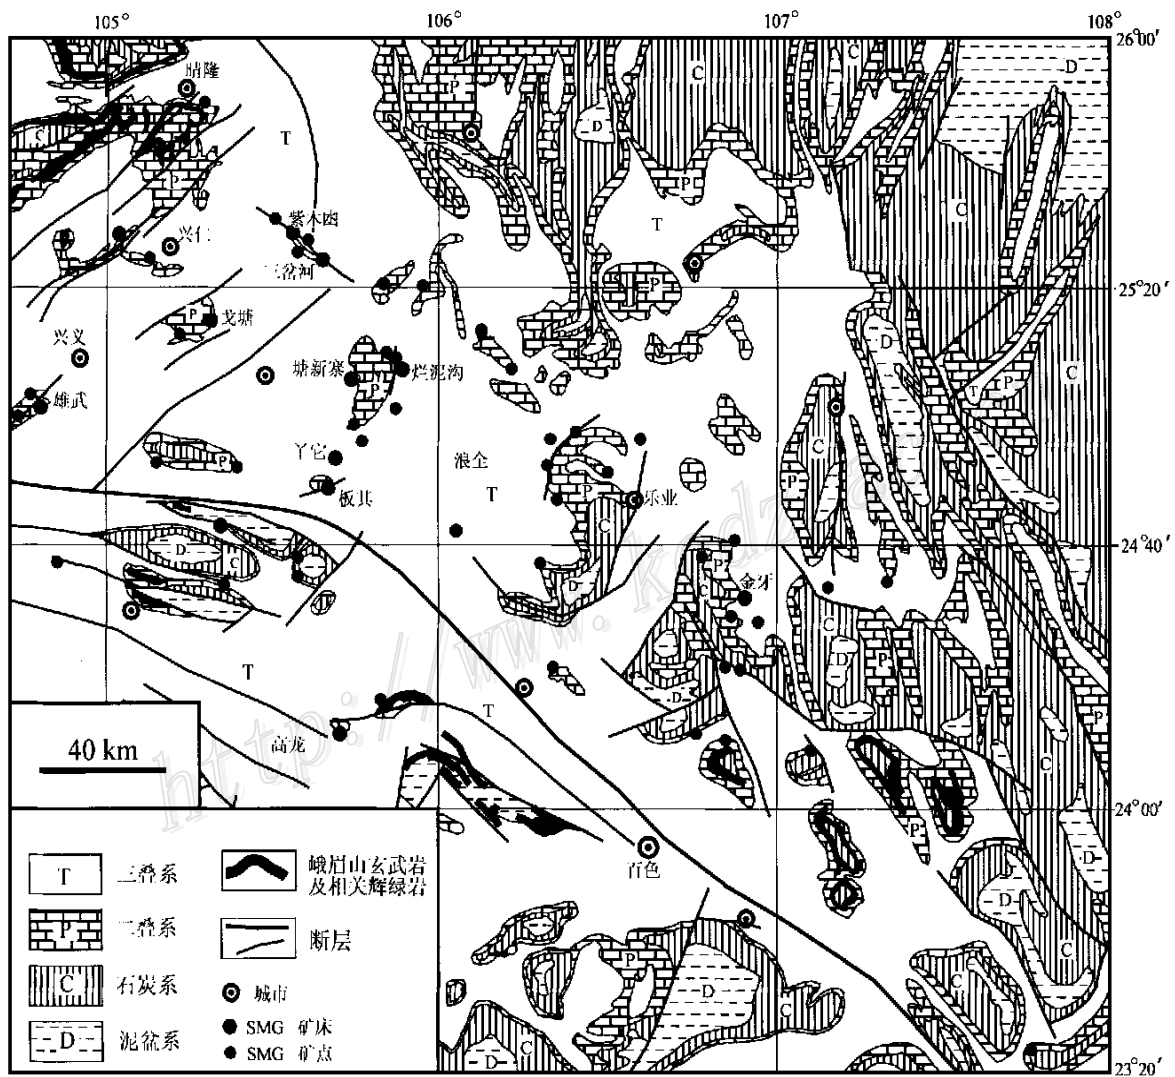 105° 106° 107° 108°
26°00′
晴隆
D
C
P
C
D
C
T
P
P
T
C
紫木凼
兴仁
三岔河
P
25°20′
P
戈塘
兴义
D
塘新寨
烂泥沟
P
T
P
C
雄武
C
P
丫它
浪全
T
P
板其
乐业
P
C
D
C
24°40′
D
P
金牙
C
C
D
P
T
D
T
P
高龙
C
40 km
24°00′
P
D
百色
D
C
P
D
C
C
D
C
23°20′
T 三叠系
P 二叠系
C 石炭系
D 泥盆系
峨眉山玄武岩
及相关辉绿岩
断层
城市
SMG 矿床
SMG 矿点
http://www.kcdz.ac